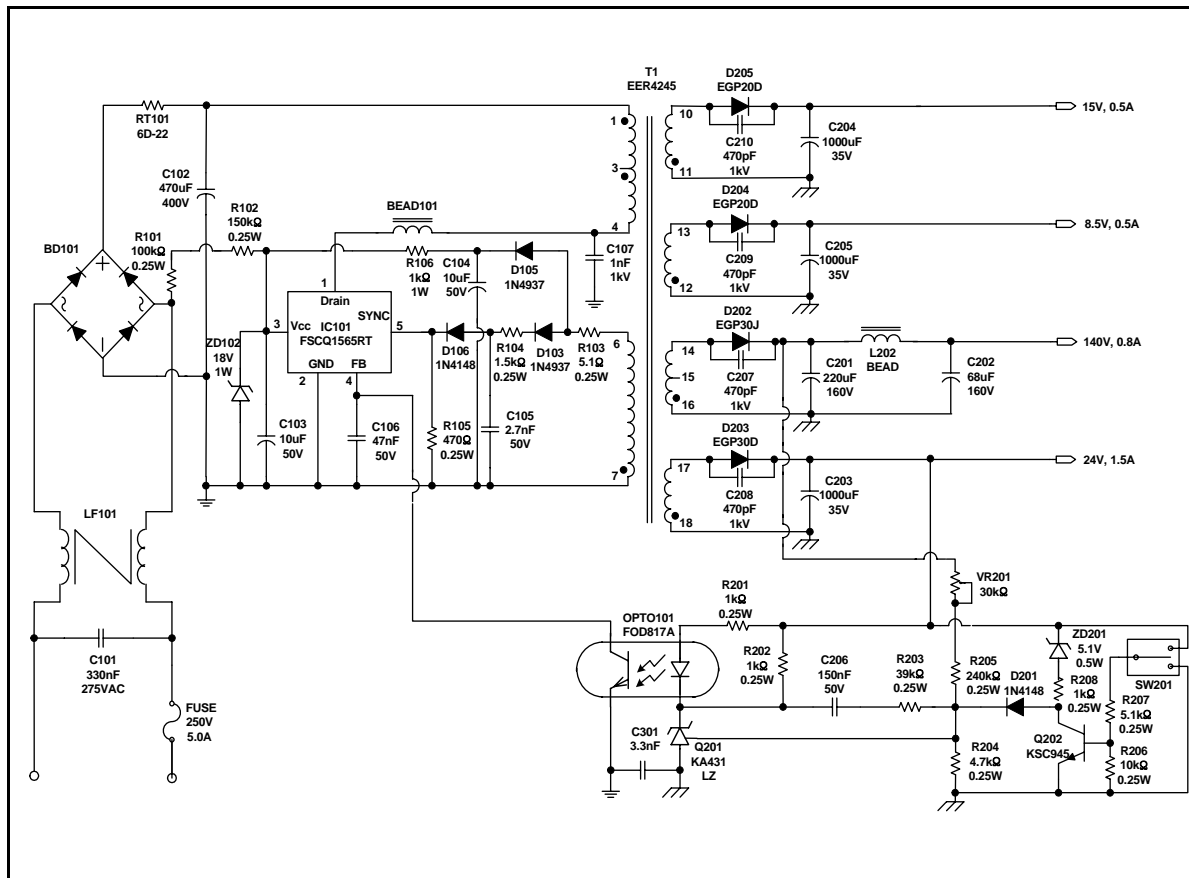 T1
EER4245
RT101
6D-22
C102
470uF
400V
BD101
R101
100kΩ
0.25W
R102
150kΩ
0.25W
BEAD101
R106
1kΩ
1W
C104
10uF
50V
D105
1N4937
C107
1nF
1kV
1
Drain
SYNC
3
Vcc
IC101
FSCQ1565RT
5
GND
FB
2
4
ZD102
18V
1W
D106
1N4148
R104
1.5kΩ
0.25W
D103
1N4937
R103
5.1Ω
0.25W
C103
10uF
50V
C106
47nF
50V
R105
470Ω
0.25W
C105
2.7nF
50V
1
3
4
6
7
10
11
13
12
14
15
16
17
18
D205
EGP20D
C210
470pF
1kV
C204
1000uF
35V
15V, 0.5A
D204
EGP20D
C209
470pF
1kV
C205
1000uF
35V
8.5V, 0.5A
D202
EGP30J
C207
470pF
1kV
C201
220uF
160V
L202
BEAD
C202
68uF
160V
140V, 0.8A
D203
EGP30D
C208
470pF
1kV
C203
1000uF
35V
24V, 1.5A
LF101
C101
330nF
275VAC
FUSE
250V
5.0A
OPTO101
FOD817A
R201
1kΩ
0.25W
R202
1kΩ
0.25W
C206
150nF
50V
R203
39kΩ
0.25W
VR201
30kΩ
R205
240kΩ
0.25W
D201
1N4148
ZD201
5.1V
0.5W
R208
1kΩ
0.25W
SW201
R207
5.1kΩ
0.25W
R206
10kΩ
0.25W
Q202
KSC945
R204
4.7kΩ
0.25W
C301
3.3nF
Q201
KA431
LZ